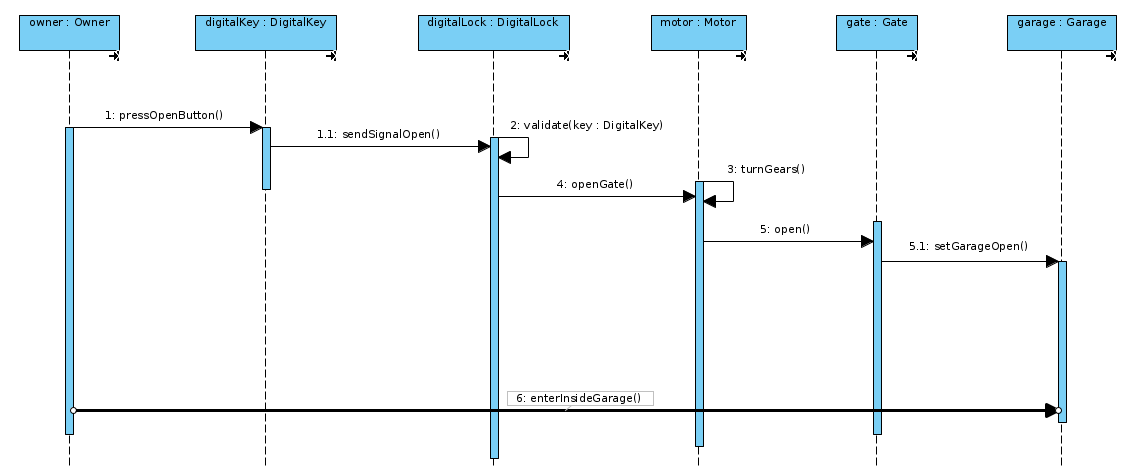 owner : Owner
digitalKey : DigitalKey
digitalLock : DigitalLock
motor : Motor
gate : Gate
garage : Garage
1: pressOpenButton()
1.1: sendSignalOpen()
2: validate(key : DigitalKey)
3: turnGears()
4: openGate()
5: open()
5.1: setGarageOpen()
6: enterInsideGarage()